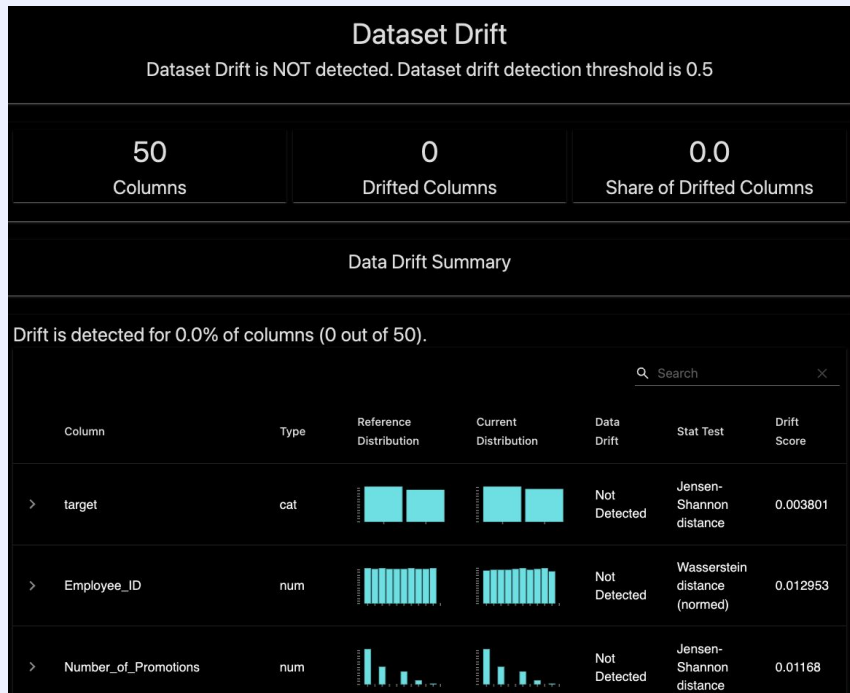 Dataset Drift
Dataset Drift is NOT detected. Dataset drift detection threshold is 0.5
50
Columns
0
Drifted Columns
0.0
Share of Drifted Columns
Data Drift Summary
Drift is detected for 0.0% of columns (0 out of 50).
Search
Column
Type
Reference
Distribution
Current
Distribution
Data
Drift
Stat Test
Drift
Score
target
cat
Not
Detected
Jensen-
Shannon
distance
0.003801
Employee_ID
num
Not
Detected
Wasserstein
distance
(normed)
0.012953
Number_of_Promotions
num
Not
Detected
Jensen-
Shannon
distance
0.01168